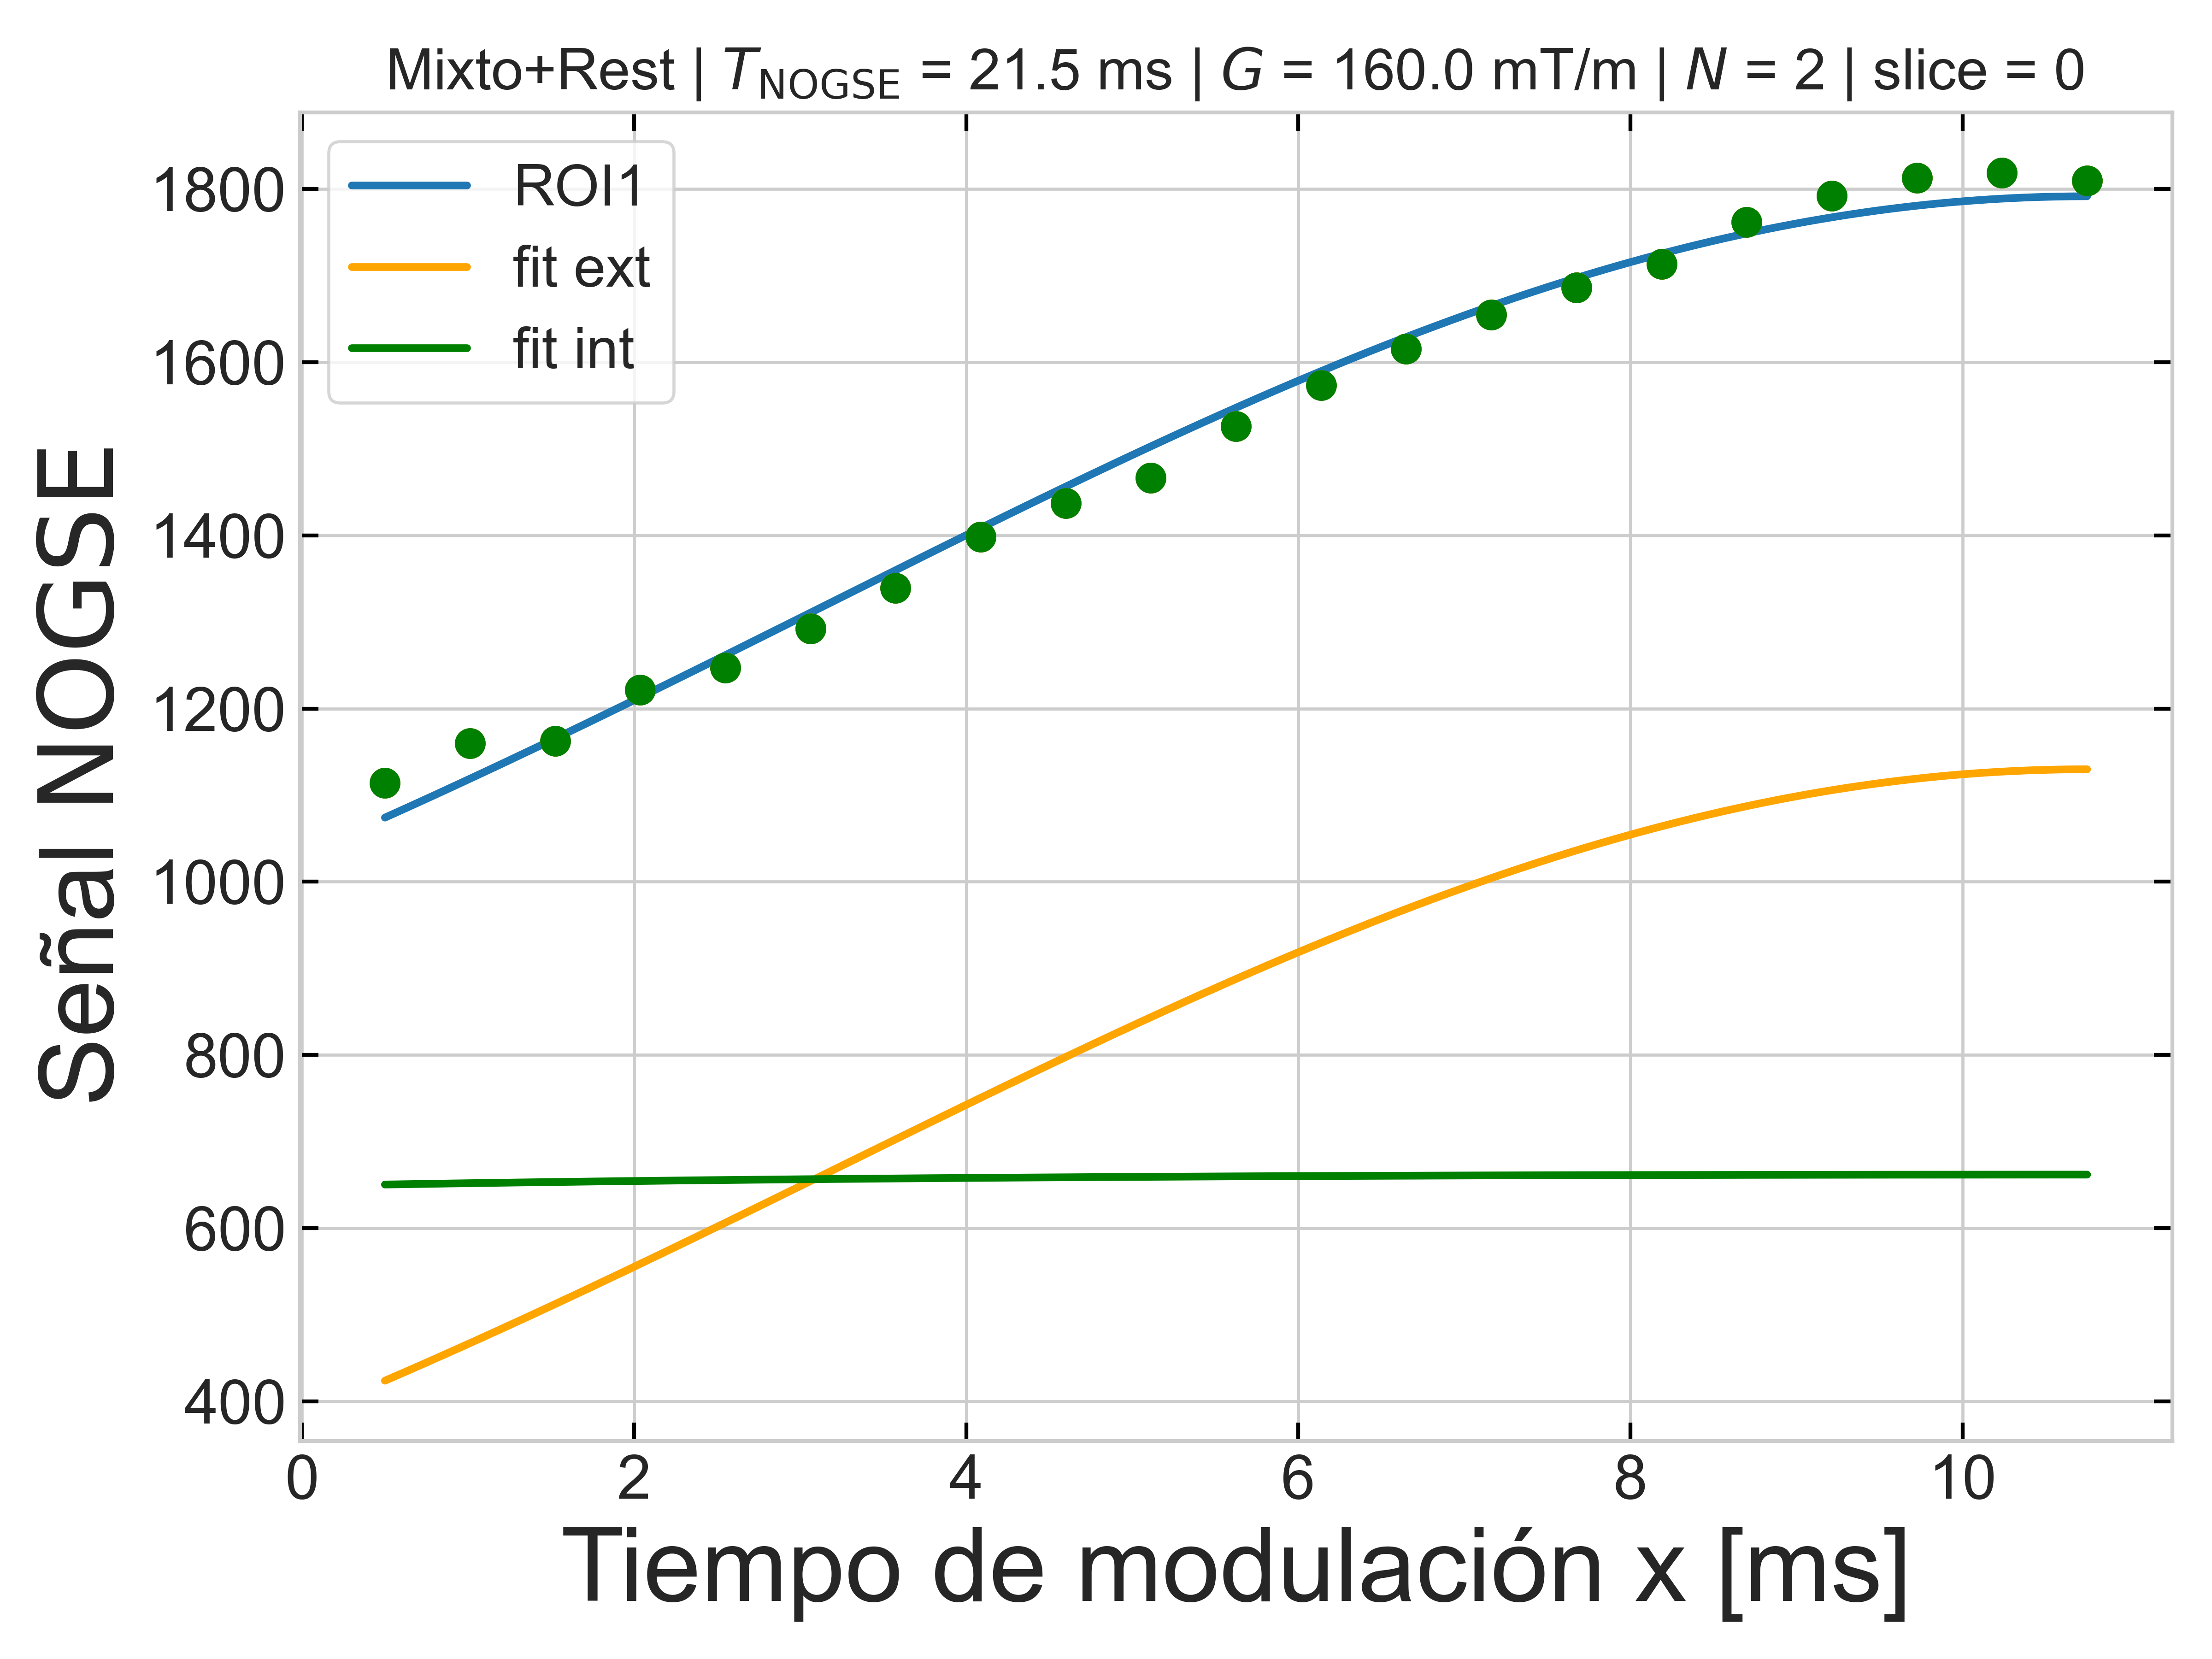 Mixto+Rest | T_NOGSE = 21.5 ms | G = 160.0 mT/m | N = 2 | slice = 0
ROI1
fit ext
fit int
Señal NOGSE
1800
1600
1400
1200
1000
800
600
400
0 2 4 6 8 10
Tiempo de modulación x [ms]